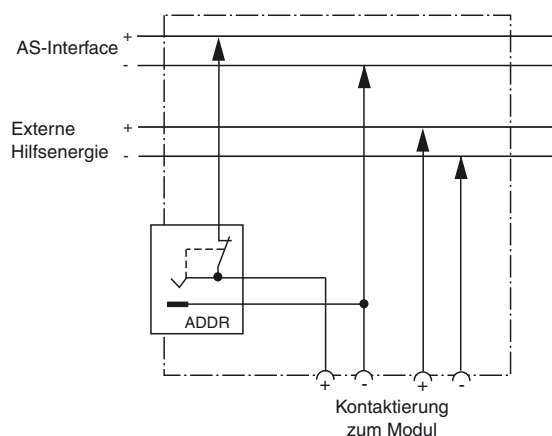 AS-Interface
+
-
Externe
Hilfsenergie
+
-
ADDR
+ - + -
Kontaktierung
zum Modul